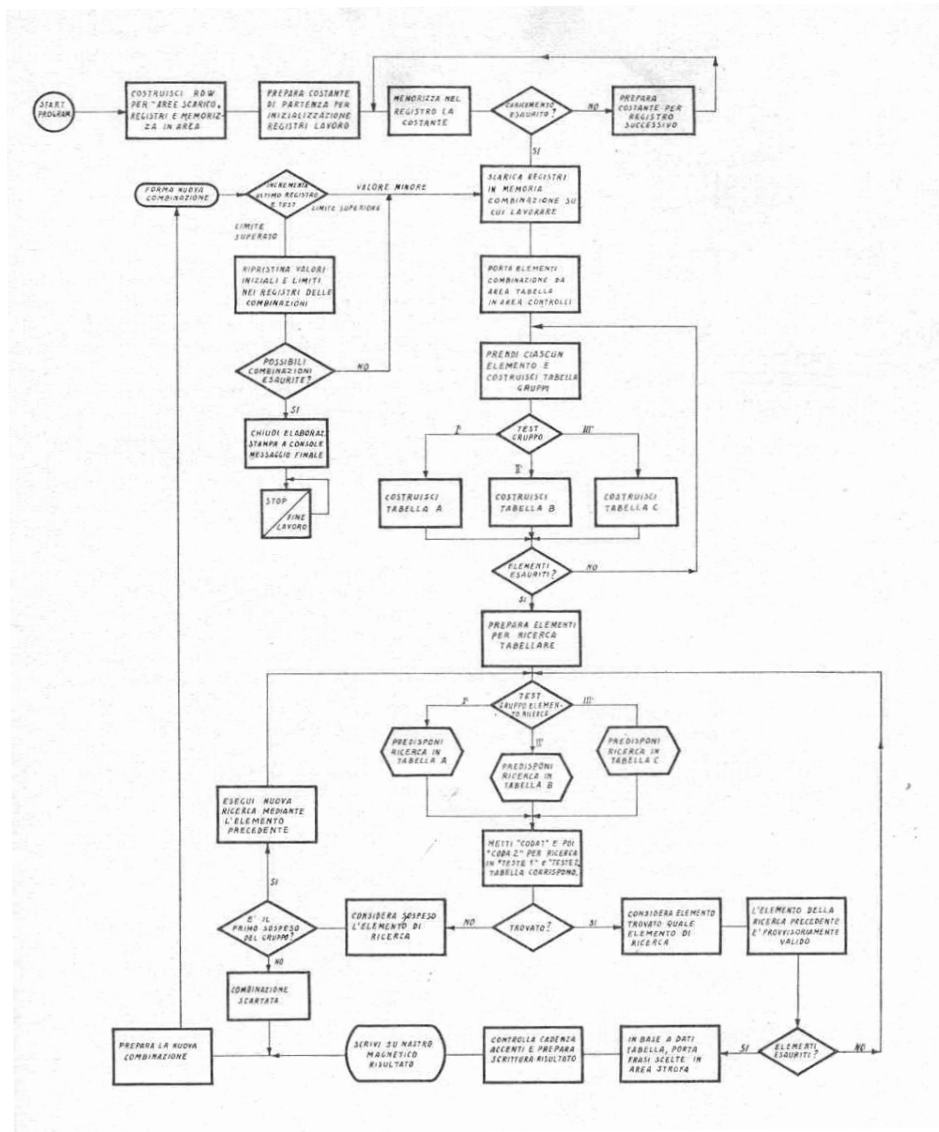 START
PROGRAM
COSTRUISCI RDW
PER "AREE SCARICO"
REGISTRI E MEMORIZ-
ZA IN AREA
PREPARA COSTANTE
DI PARTENZA PER
INIZIALIZZAZIONE
REGISTRI LAVORO
MEMORIZZA NEL
REGISTRO LA
COSTANTE
CARICAMENTO
ESAURITO?
NO
PREPARA
COSTANTE PER
REGISTRO
SUCCESSIVO
SI
FORMA NUOVA
COMBINAZIONE
INCREMENTA
ULTIMO REGISTRO
E TEST
VALORE MINORE
LIMITE SUPERIORE
LIMITE
SUPERATO
SCARICA REGISTRI
IN MEMORIA
COMBINAZIONE SU
CUI LAVORARE
RIPRISTINA VALORI
INIZIALI E LIMITI
NEI REGISTRI DELLE
COMBINAZIONI
PORTA ELEMENTI
COMBINAZIONE DA
AREA TABELLA
IN AREA CONTROLLI
POSSIBILI
COMBINAZIONI
ESAURITE?
NO
SI
PRENDI CIASCUN
ELEMENTO E
COSTRUISCI TABELLA
GRUPPI
CHIUDI ELABORAZ.
STAMPA A CONSOLE
MESSAGGIO FINALE
STOP
FINE
LAVORO
TEST
GRUPPO
I°
II°
III°
COSTRUISCI
TABELLA A
COSTRUISCI
TABELLA B
COSTRUISCI
TABELLA C
ELEMENTI
ESAURITI?
NO
SI
PREPARA ELEMENTI
PER RICERCA
TABELLARE
TEST
GRUPPO ELEMEN-
TO RICERCA
I°
II°
III°
PREDISPONI
RICERCA IN
TABELLA A
PREDISPONI
RICERCA IN
TABELLA B
PREDISPONI
RICERCA IN
TABELLA C
ESEGUI NUOVA
RICERCA MEDIANTE
L'ELEMENTO
PRECEDENTE
METTI "CODA1" E POI
"CODA2" PER RICERCA
IN "TESTE 1" e "TESTE2"
TABELLA CORRISPOND.
SI
E' IL
PRIMO SOSPESO
DEL GRUPPO?
CONSIDERA SOSPESO
L'ELEMENTO DI
RICERCA
NO
TROVATO?
SI
CONSIDERA ELEMENTO
TROVATO QUALE
ELEMENTO DI
RICERCA
L'ELEMENTO DELLA
RICERCA PRECEDENTE
E' PROVVISORIAMENTE
VALIDO
NO
COMBINAZIONE
SCARTATA
PREPARA LA NUOVA
COMBINAZIONE
SCRIVI SU NASTRO
MAGNETICO
RISULTATO
CONTROLLA CADENZA
ACCENTI E PREPARA
SCRITTURA RISULTATO
IN BASE A DATI
TABELLA, PORTA
FRASI SCELTE IN
AREA STROFA
SI
ELEMENTI
ESAURITI?
NO